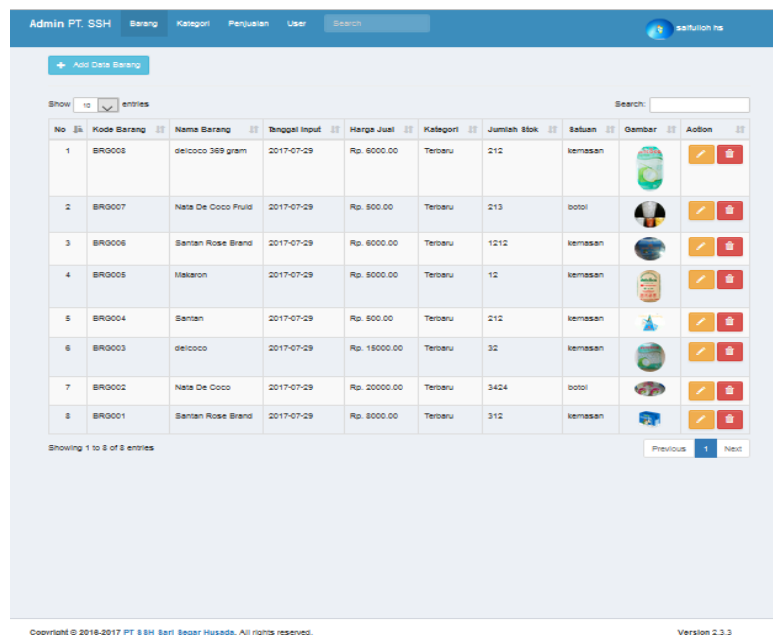 Admin PT. SSH Barang Kategori Penjualan User Search saifulloh hs
Add Data Barang
Show 10 entries Search:
No Kode Barang Nama Barang Tanggal Input Harga Jual Kategori Jumlah Stok Satuan Gambar Action
1 BRG008 delcoco 369 gram 2017-07-29 Rp. 6000.00 Terbaru 212 kemasan
2 BRG007 Nata De Coco Fruid 2017-07-29 Rp. 500.00 Terbaru 213 botol
3 BRG006 Santan Rose Brand 2017-07-29 Rp. 6000.00 Terbaru 1212 kemasan
4 BRG005 Makaron 2017-07-29 Rp. 5000.00 Terbaru 12 kemasan
5 BRG004 Santan 2017-07-29 Rp. 500.00 Terbaru 212 kemasan
6 BRG003 delcoco 2017-07-29 Rp. 15000.00 Terbaru 32 kemasan
7 BRG002 Nata De Coco 2017-07-29 Rp. 20000.00 Terbaru 3424 botol
8 BRG001 Santan Rose Brand 2017-07-29 Rp. 8000.00 Terbaru 312 kemasan
Showing 1 to 8 of 8 entries Previous 1 Next
Copyright © 2016-2017 PT SSH Sari Segar Husada. All rights reserved. Version 2.3.3